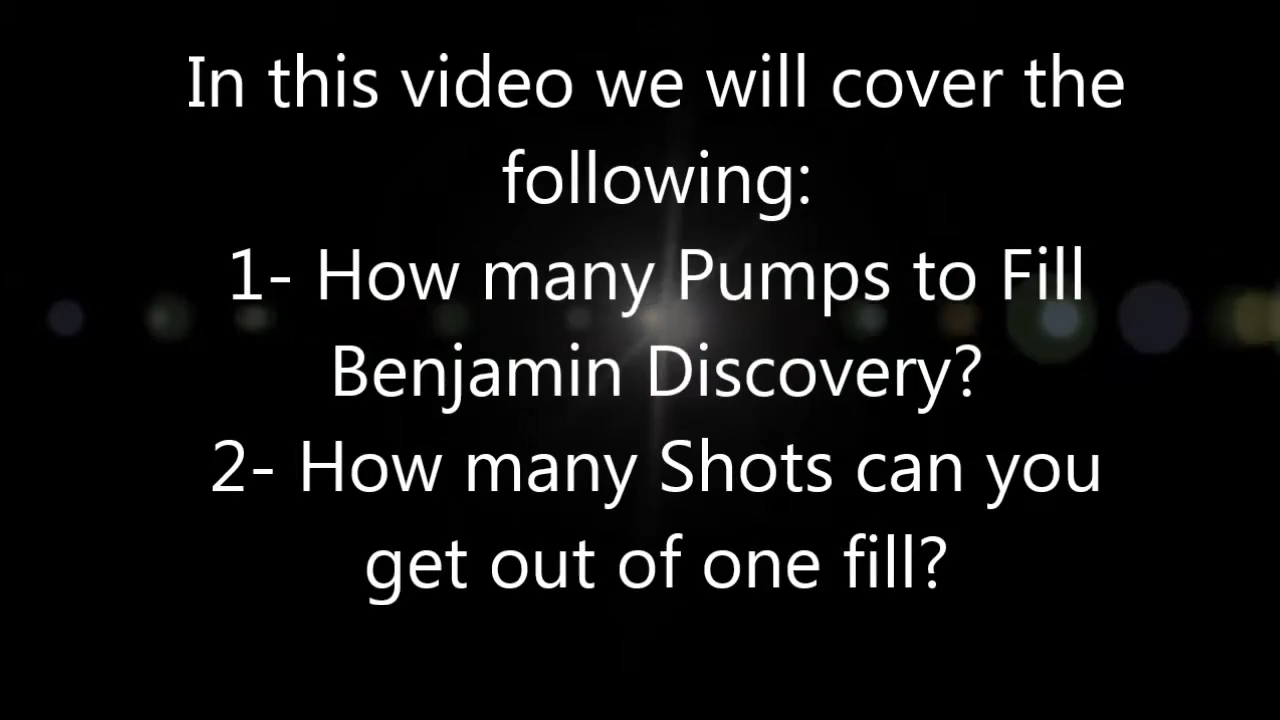 In this video we will cover the
following:
1- How many Pumps to Fill
Benjamin Discovery?
2- How many Shots can you
get out of one fill?